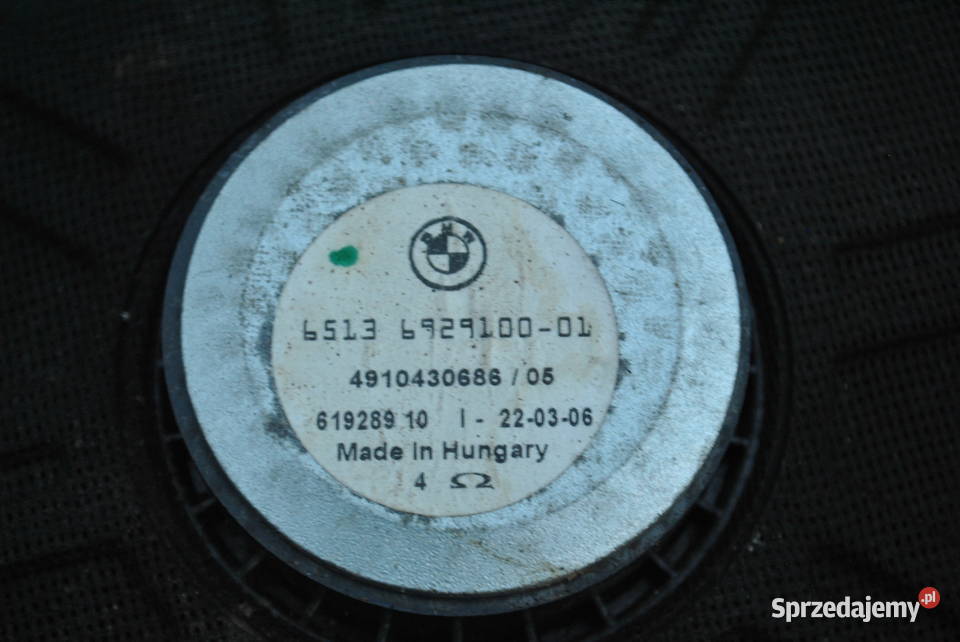 BMW
6513 6929100-01
4910430686 / 05
619289 10 I - 22-03-06
Made in Hungary
4 Ω
Sprzedajemy.pl